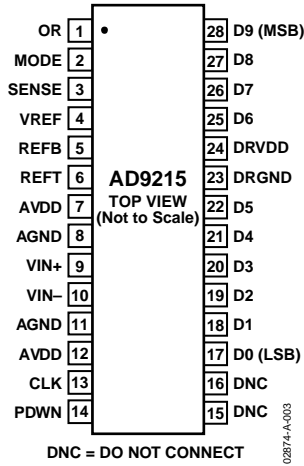 OR 1 28 D9 (MSB)
MODE 2 27 D8
SENSE 3 26 D7
VREF 4 25 D6
REFB 5 24 DRVDD
REFT 6 23 DRGND
AD9215
TOP VIEW
(Not to Scale)
AVDD 7 22 D5
AGND 8 21 D4
VIN+ 9 20 D3
VIN– 10 19 D2
AGND 11 18 D1
AVDD 12 17 D0 (LSB)
CLK 13 16 DNC
PDWN 14 15 DNC
DNC = DO NOT CONNECT
02874-A-003